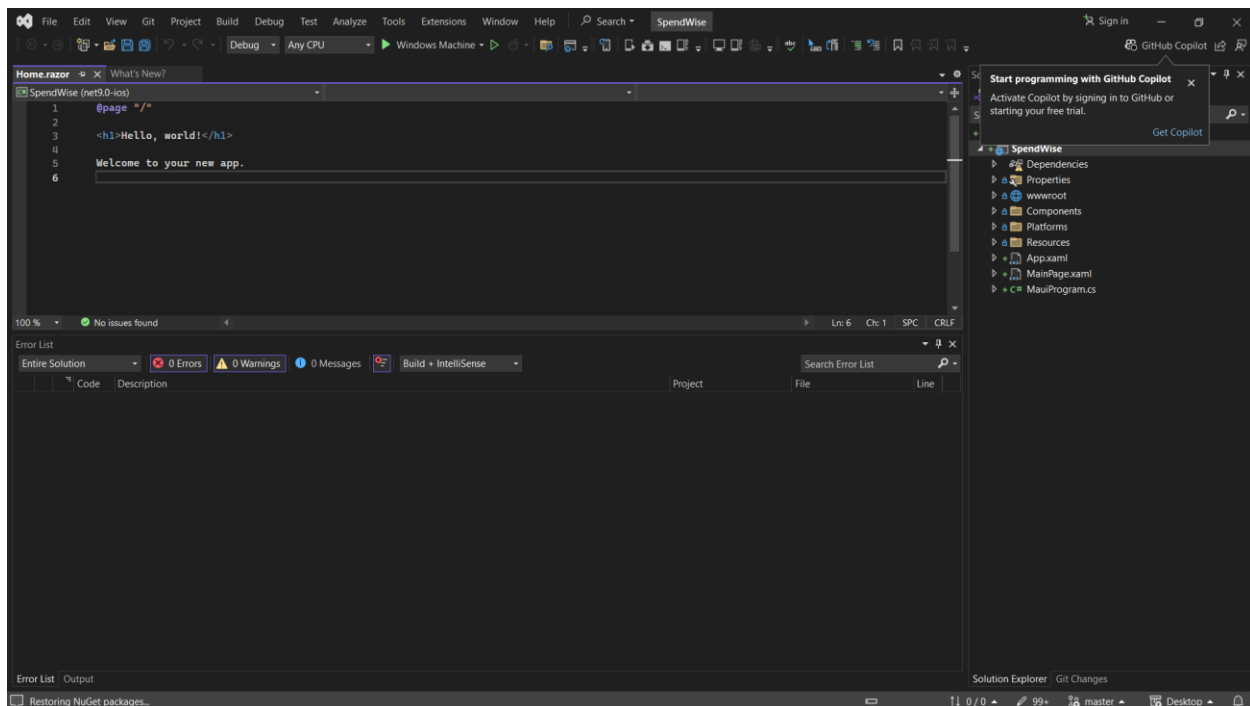 File Edit View Git Project Build Debug Test Analyze Tools Extensions Window Help Search SpendWise Sign in
Debug Any CPU Windows Machine GitHub Copilot
Home.razor What's New?
SpendWise (net9.0-ios)
1 @page "/"
2
3 <h1>Hello, world!</h1>
4
5 Welcome to your new app.
6
100 % No issues found Ln: 6 Ch: 1 SPC CRLF
Error List
Entire Solution 0 Errors 0 Warnings 0 Messages Build + IntelliSense Search Error List
Code Description Project File Line
Error List Output
Start programming with GitHub Copilot
Activate Copilot by signing in to GitHub or
starting your free trial.
Get Copilot
SpendWise
Dependencies
Properties
wwwroot
Components
Platforms
Resources
App.xaml
MainPage.xaml
C# MauiProgram.cs
Solution Explorer Git Changes
Restoring NuGet packages... 0 / 0 99+ master Desktop